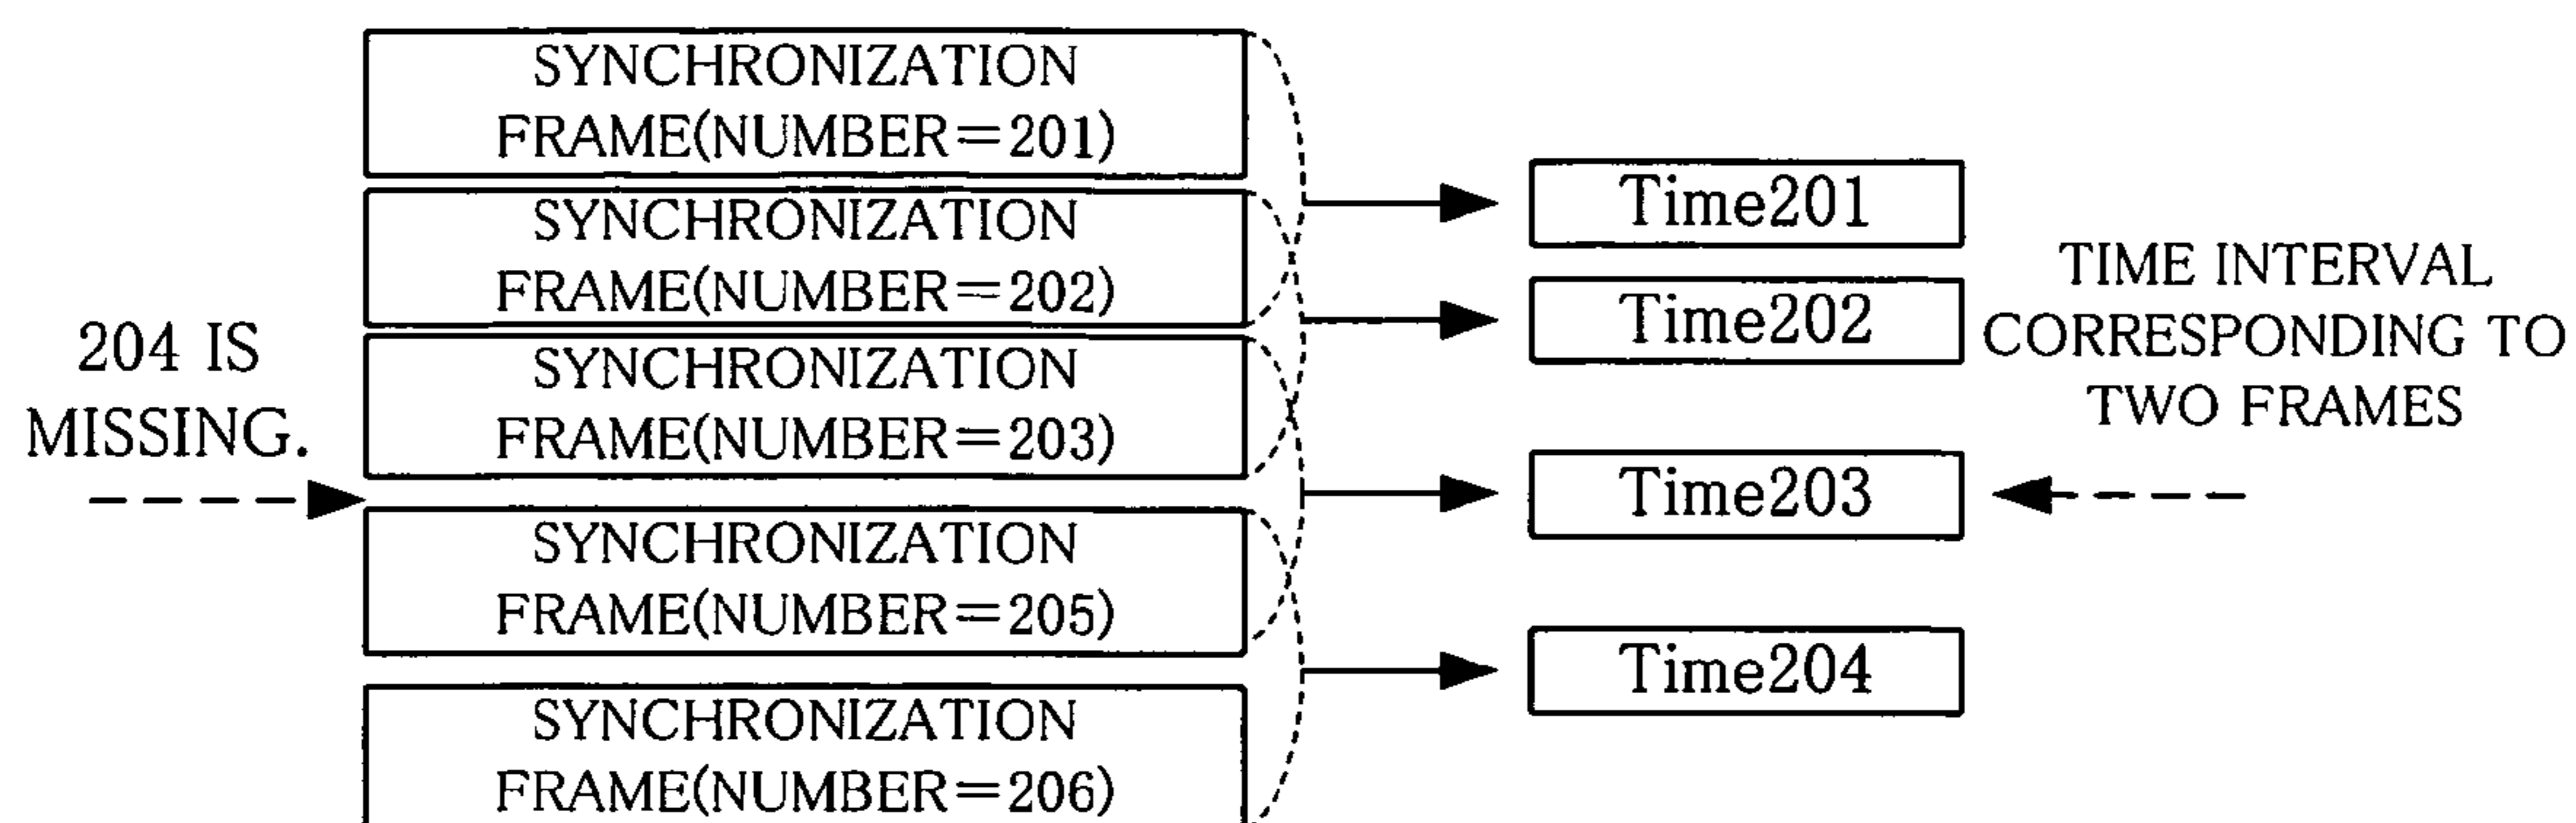 SYNCHRONIZATION
FRAME(NUMBER=201)
SYNCHRONIZATION
FRAME(NUMBER=202)
SYNCHRONIZATION
FRAME(NUMBER=203)
SYNCHRONIZATION
FRAME(NUMBER=205)
SYNCHRONIZATION
FRAME(NUMBER=206)
204 IS
MISSING.
Time201
Time202
Time203
Time204
TIME INTERVAL
CORRESPONDING TO
TWO FRAMES